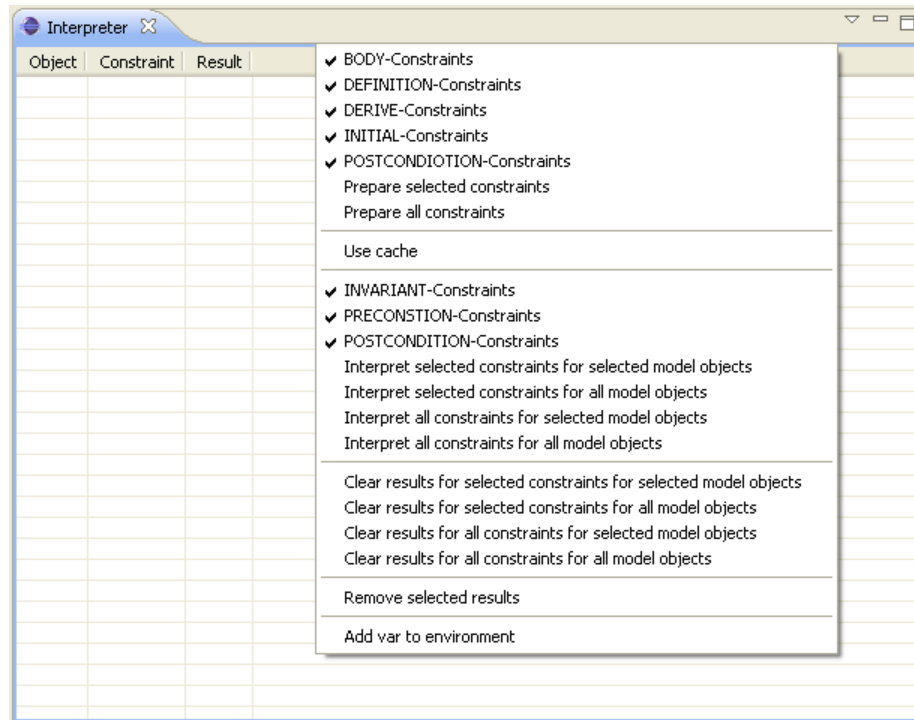 Interpreter
Object Constraint Result
BODY-Constraints
DEFINITION-Constraints
DERIVE-Constraints
INITIAL-Constraints
POSTCONDIOTION-Constraints
Prepare selected constraints
Prepare all constraints
Use cache
INVARIANT-Constraints
PRECONSTION-Constraints
POSTCONDITION-Constraints
Interpret selected constraints for selected model objects
Interpret selected constraints for all model objects
Interpret all constraints for selected model objects
Interpret all constraints for all model objects
Clear results for selected constraints for selected model objects
Clear results for selected constraints for all model objects
Clear results for all constraints for selected model objects
Clear results for all constraints for all model objects
Remove selected results
Add var to environment